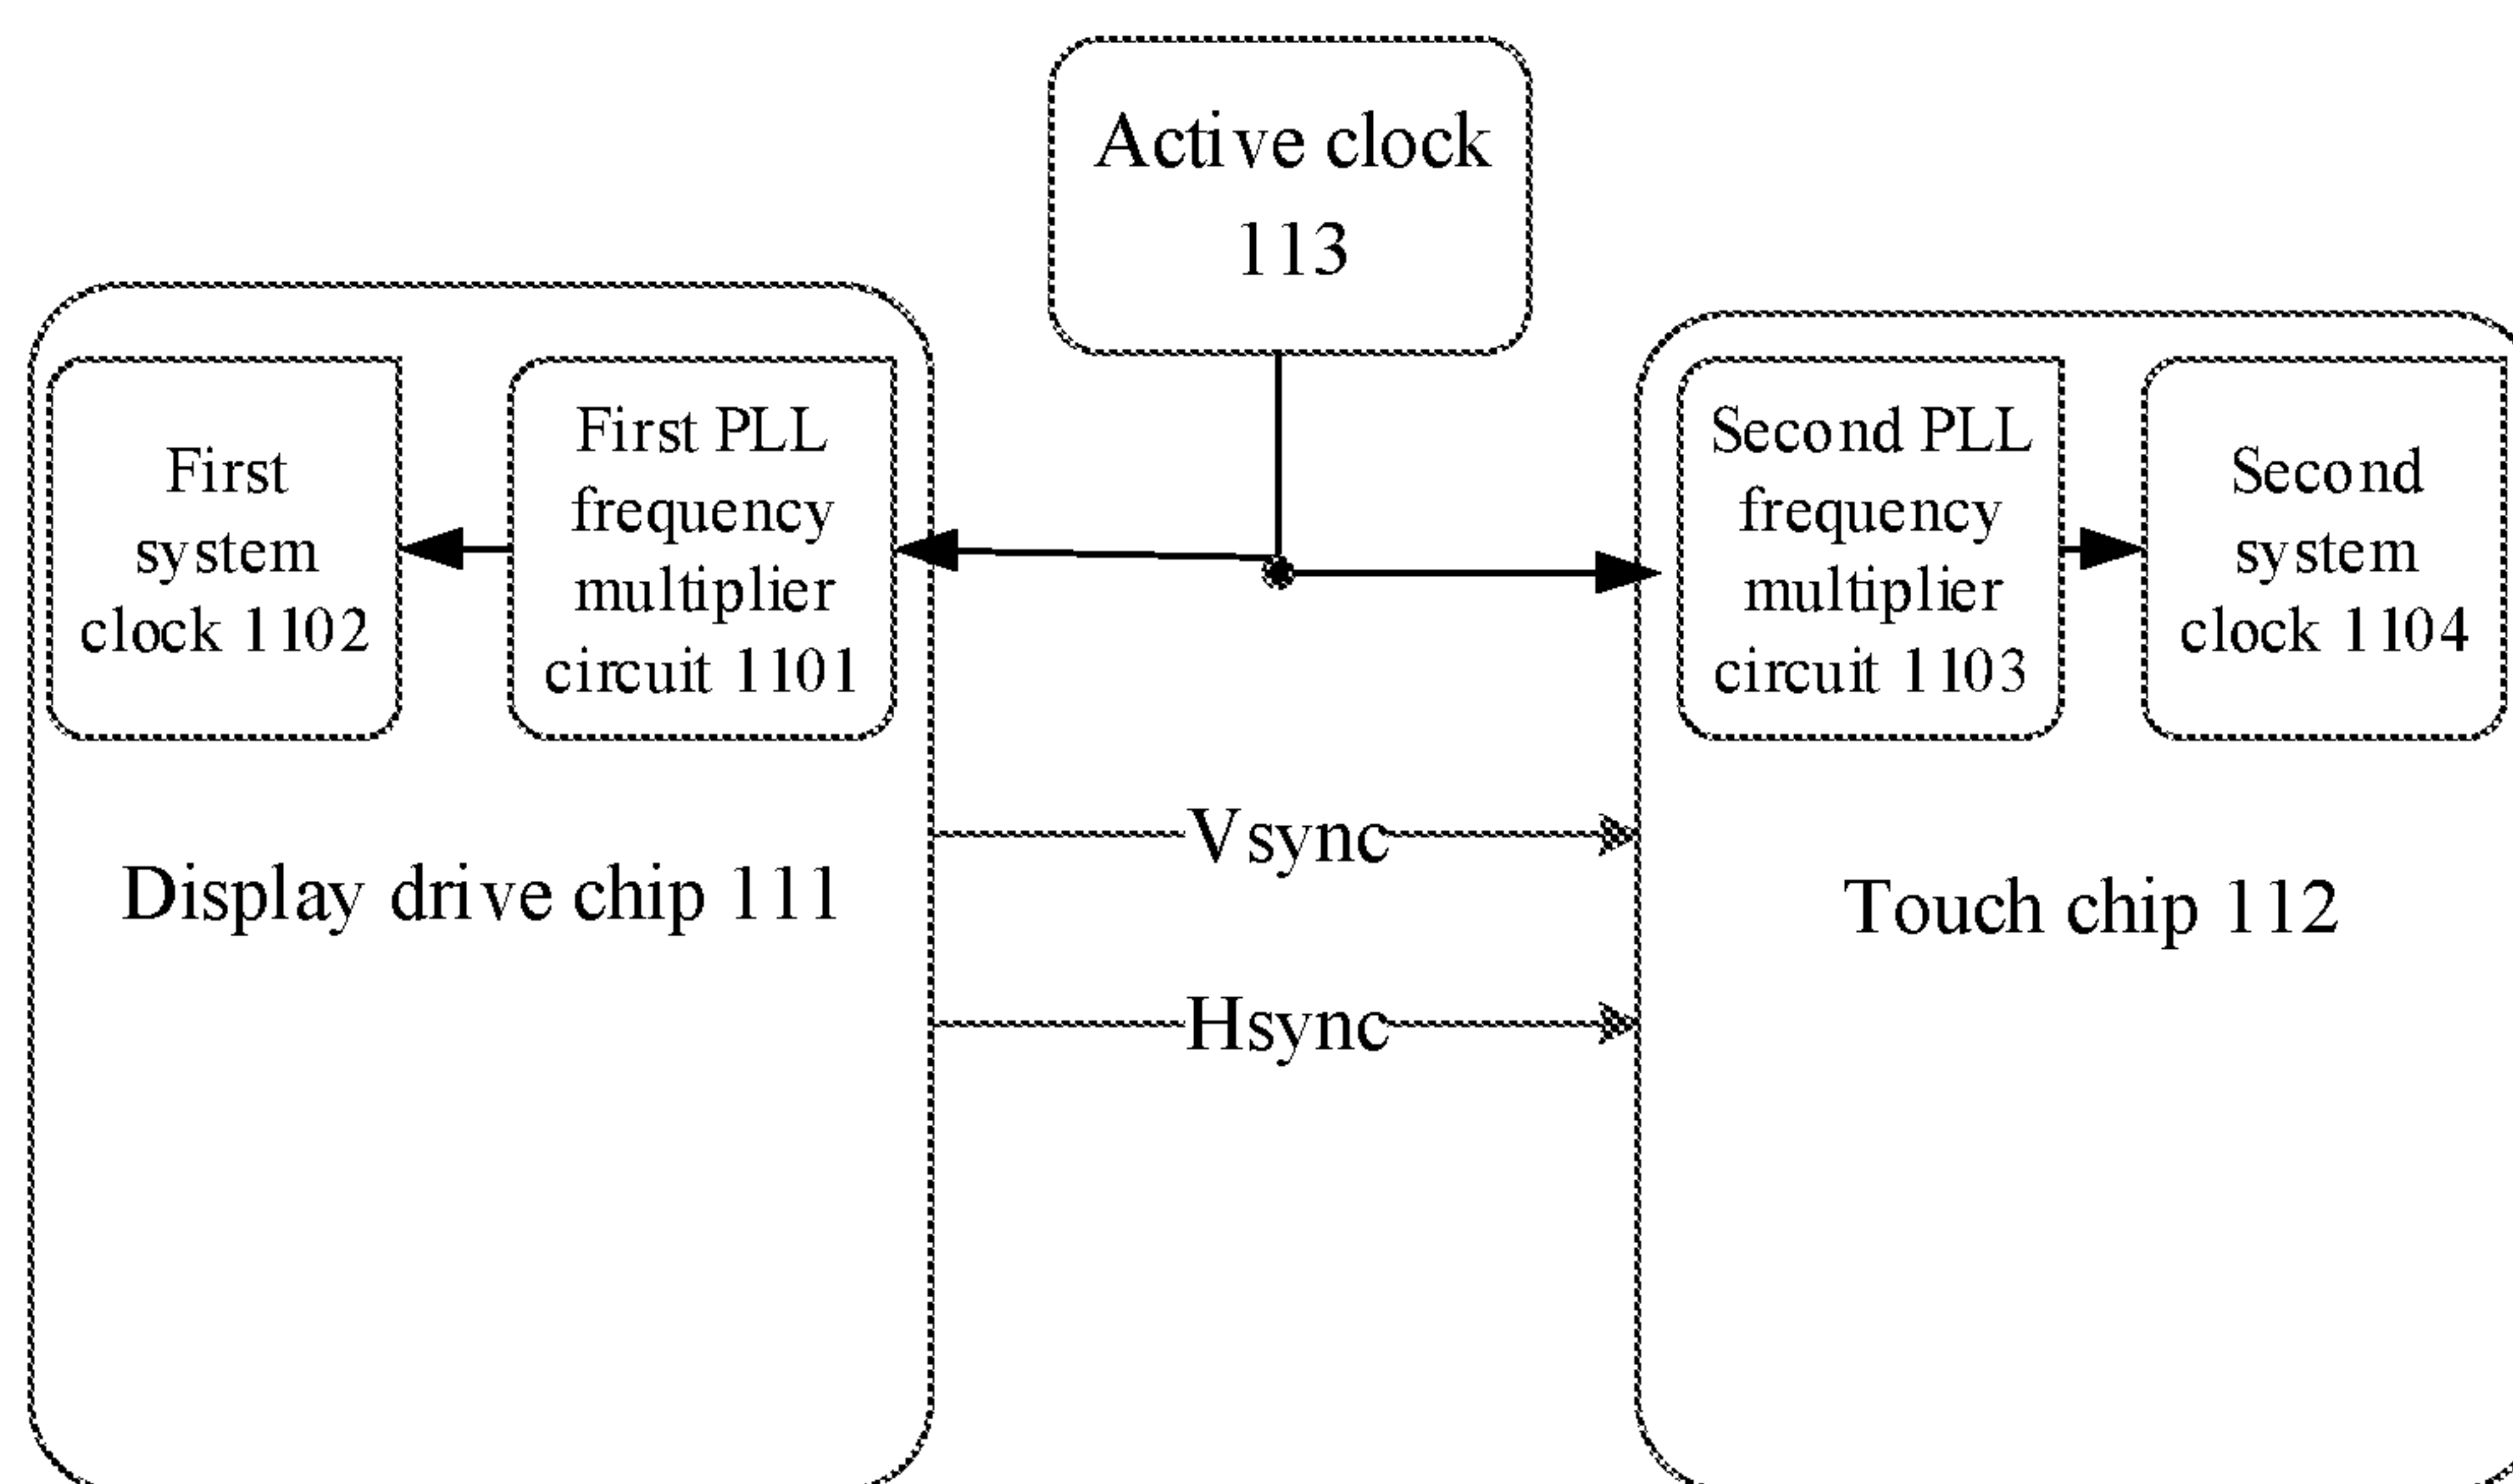 Active clock
113
First
system
clock 1102
First PLL
frequency
multiplier
circuit 1101
Second PLL
frequency
multiplier
circuit 1103
Second
system
clock 1104
Vsync
Display drive chip 111
Touch chip 112
Hsync